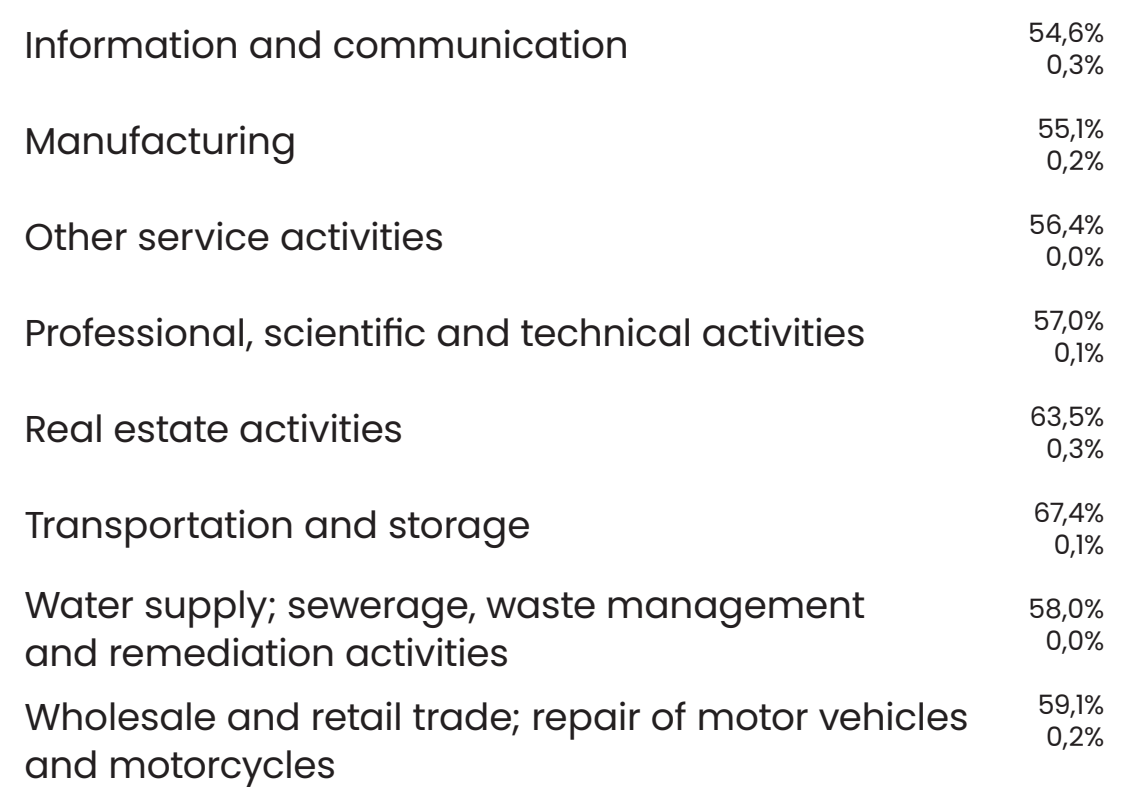 Information and communication
54,6%
0,3%
Manufacturing
55,1%
0,2%
Other service activities
56,4%
0,0%
Professional, scientific and technical activities
57,0%
0,1%
Real estate activities
63,5%
0,3%
Transportation and storage
67,4%
0,1%
Water supply; sewerage, waste management
and remediation activities
58,0%
0,0%
Wholesale and retail trade; repair of motor vehicles
and motorcycles
59,1%
0,2%